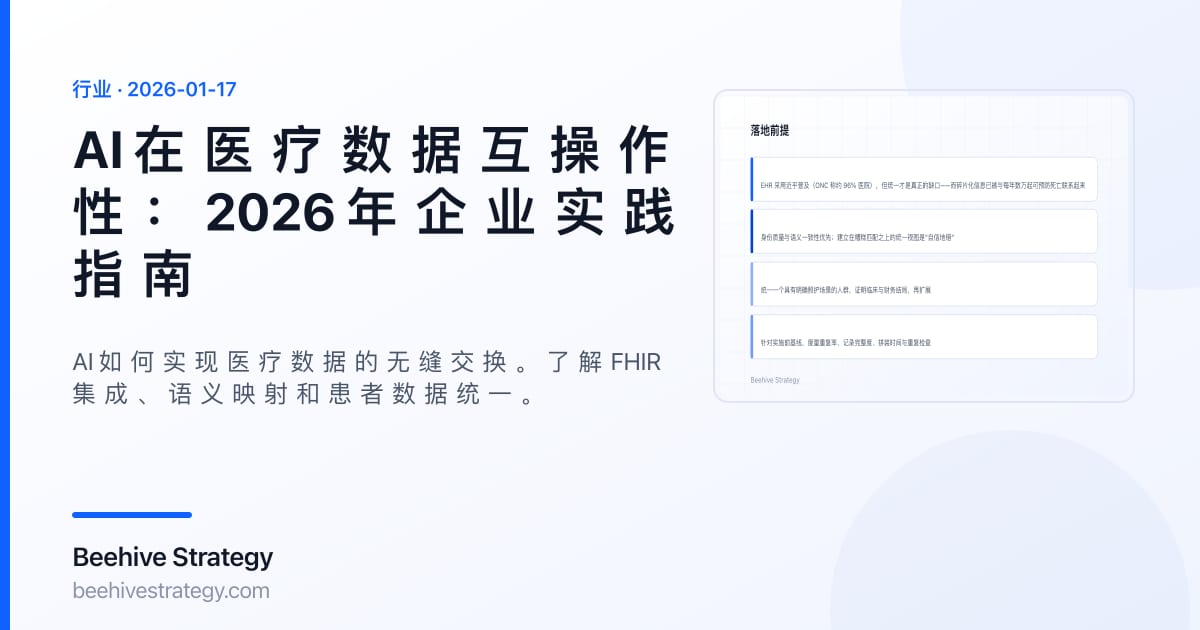 行业 · 2026-01-17
AI在医疗数据互操作
性：2026年企业实践
指南
AI如何实现医疗数据的无缝交换。了解FHIR
集成、语义映射和患者数据统一。
Beehive Strategy
beehivestrategy.com
落地前提
EHR 采用近乎普及（ONC 称约 96% 医院），但统一才是真正的缺口——而碎片化信息已被与每年数万起可预防死亡联系起来
身份质量与语义一致性优先；建立在糟糕匹配之上的统一视图是"自信地错"
统一一个具有明确照护场景的人群，证明临床与财务结局，再扩展
针对实施前基线，度量重复率、记录完整度、拼装时间与重复检查
Beehive Strategy